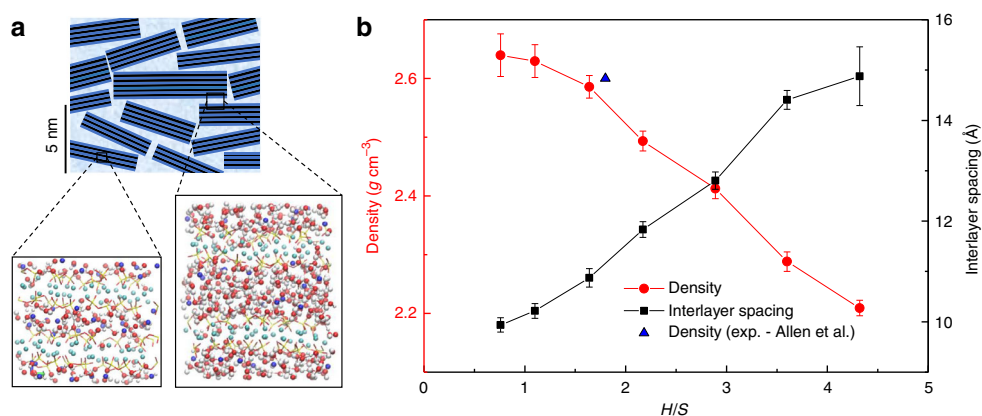 a
5 nm
b
Density (g cm⁻³)
2.6
2.4
2.2
0
1
2
3
4
5
H/S
16
14
12
10
Interlayer spacing (Å)
Density
Interlayer spacing
Density (exp. - Allen et al.)